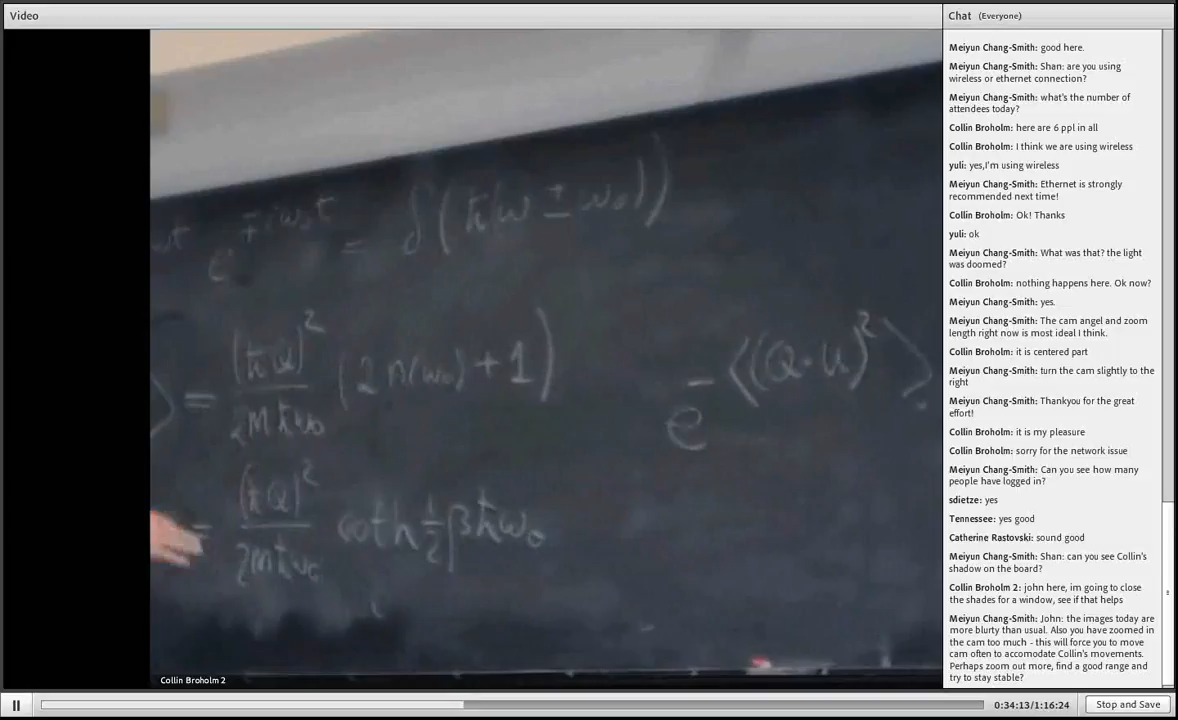 Video
ωt e^∓iω₀t = δ(ħ(ω ± ω₀))
⟩ = (ħQ)² / 2Mħω₀ (2n(ω₀) + 1)
e^-⟨(Q·u)²⟩
= (ħQ)² / 2Mħω₀ coth ½βħω₀
Collin Broholm 2
Chat (Everyone)
Meiyun Chang-Smith: good here.
Meiyun Chang-Smith: Shan: are you using
wireless or ethernet connection?
Meiyun Chang-Smith: what's the number of
attendees today?
Collin Broholm: here are 6 ppl in all
Collin Broholm: I think we are using wireless
yuli: yes,I'm using wireless
Meiyun Chang-Smith: Ethernet is strongly
recommended next time!
Collin Broholm: Ok! Thanks
yuli: ok
Meiyun Chang-Smith: What was that? the light
was doomed?
Collin Broholm: nothing happens here. Ok now?
Meiyun Chang-Smith: yes.
Meiyun Chang-Smith: The cam angel and zoom
length right now is most ideal I think.
Collin Broholm: it is centered part
Meiyun Chang-Smith: turn the cam slightly to the
right
Meiyun Chang-Smith: Thankyou for the great
effort!
Collin Broholm: it is my pleasure
Collin Broholm: sorry for the network issue
Meiyun Chang-Smith: Can you see how many
people have logged in?
sdietze: yes
Tennessee: yes good
Catherine Rastovski: sound good
Meiyun Chang-Smith: Shan: can you see Collin's
shadow on the board?
Collin Broholm 2: john here, im going to close
the shades for a window, see if that helps
Meiyun Chang-Smith: John: the images today are
more blurty than usual. Also you have zoomed in
the cam too much - this will force you to move
cam often to accomodate Collin's movements.
Perhaps zoom out more, find a good range and
try to stay stable?
0:34:13/1:16:24
Stop and Save